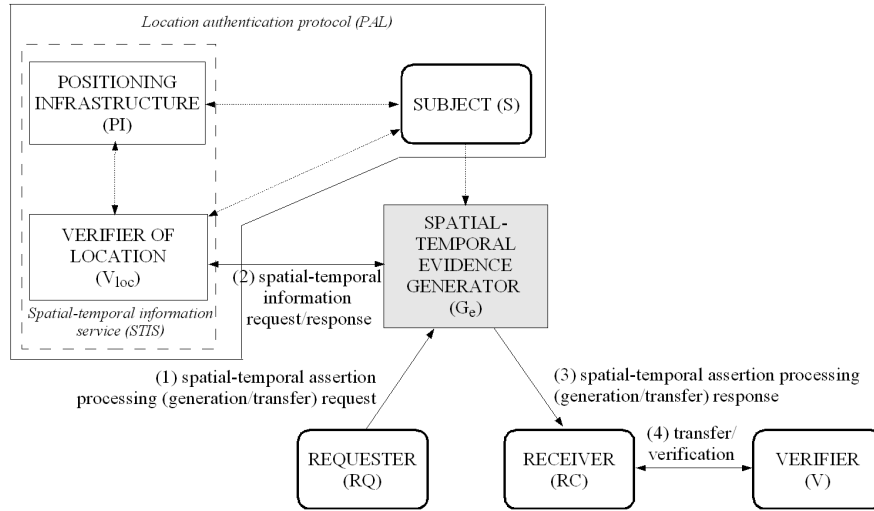 Location authentication protocol (PAL)
POSITIONING
INFRASTRUCTURE
(PI)
SUBJECT (S)
VERIFIER OF
LOCATION
(Vloc)
Spatial-temporal information
service (STIS)
SPATIAL-
TEMPORAL
EVIDENCE
GENERATOR
(Ge)
(2) spatial-temporal
information
request/response
(1) spatial-temporal assertion
processing (generation/transfer) request
(3) spatial-temporal assertion processing
(generation/transfer) response
REQUESTER
(RQ)
RECEIVER
(RC)
(4) transfer/
verification
VERIFIER
(V)